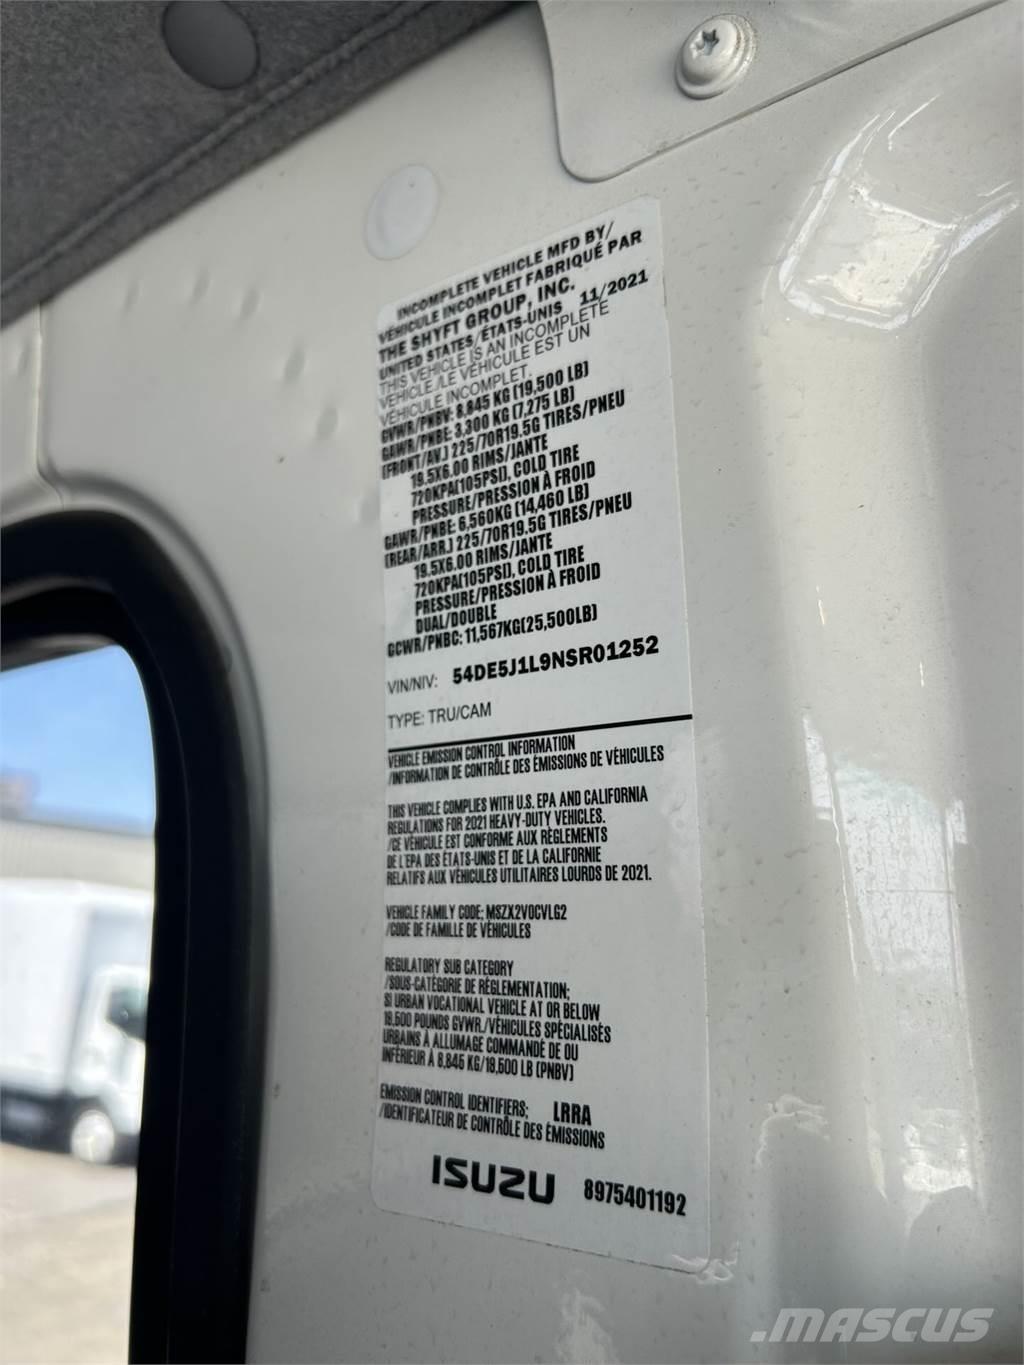 INCOMPLETE VEHICLE MFD BY/
VÉHICULE INCOMPLET FABRIQUÉ PAR
THE SHYFT GROUP, INC.
UNITED STATES/ÉTATS-UNIS 11/2021
THIS VEHICLE IS AN INCOMPLETE
VEHICLE/LE VÉHICULE EST UN
VÉHICULE INCOMPLET.
GVWR/PNBV: 8,845 KG (19,500 LB)
GAWR/PNBE: 3,300 KG (7,275 LB)
(FRONT/AV.) 225/70R19.5G TIRES/PNEU
19.5X6.00 RIMS/JANTE
720KPA(105PSI), COLD TIRE
PRESSURE/PRESSION À FROID
GAWR/PNBE: 6,560KG (14,460 LB)
(REAR/ARR.) 225/70R19.5G TIRES/PNEU
19.5X6.00 RIMS/JANTE
720KPA(105PSI), COLD TIRE
PRESSURE/PRESSION À FROID
DUAL/DOUBLE
GCWR/PNBC: 11,567KG(25,500LB)
VIN/NIV: 54DE5J1L9NSR01252
TYPE: TRU/CAM
VEHICLE EMISSION CONTROL INFORMATION
/INFORMATION DE CONTRÔLE DES ÉMISSIONS DE VÉHICULES
THIS VEHICLE COMPLIES WITH U.S. EPA AND CALIFORNIA
REGULATIONS FOR 2021 HEAVY-DUTY VEHICLES.
/CE VÉHICULE EST CONFORME AUX RÈGLEMENTS
DE L'EPA DES ÉTATS-UNIS ET DE LA CALIFORNIE
RELATIFS AUX VÉHICULES UTILITAIRES LOURDS DE 2021.
VEHICLE FAMILY CODE: MSZX2VOCVLG2
/CODE DE FAMILLE DE VÉHICULES
REGULATORY SUB CATEGORY
/SOUS-CATÉGORIE DE RÉGLEMENTATION:
SI URBAN VOCATIONAL VEHICLE AT OR BELOW
19,500 POUNDS GVWR./VÉHICULES SPÉCIALISÉS
URBAINS À ALLUMAGE COMMANDÉ DE OU
INFÉRIEUR À 8,845 KG/19,500 LB (PNBV)
EMISSION CONTROL IDENTIFIERS: LRRA
/IDENTIFICATEUR DE CONTRÔLE DES ÉMISSIONS
ISUZU 8975401192
.MASCUS